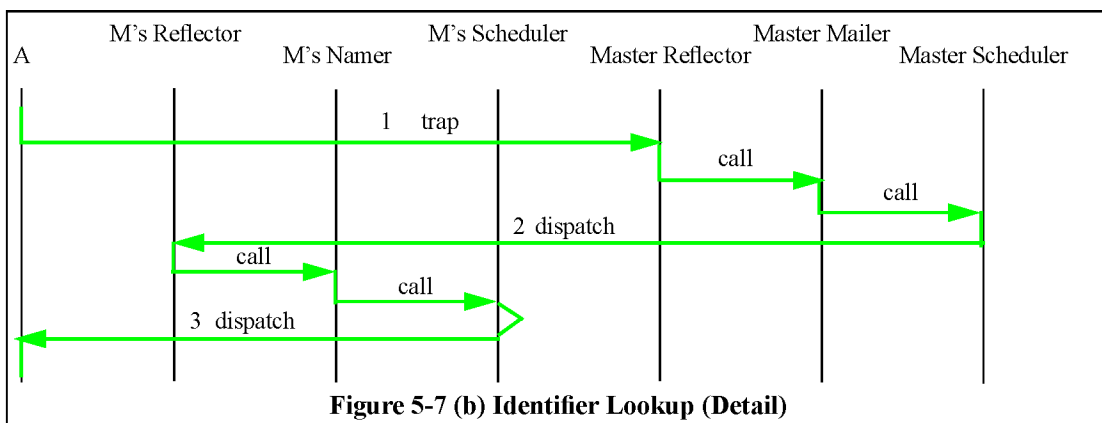 M's Reflector M's Scheduler Master Mailer
A M's Namer Master Reflector Master Scheduler
1 trap
call
call
2 dispatch
call
call
3 dispatch
Figure 5-7 (b) Identifier Lookup (Detail)